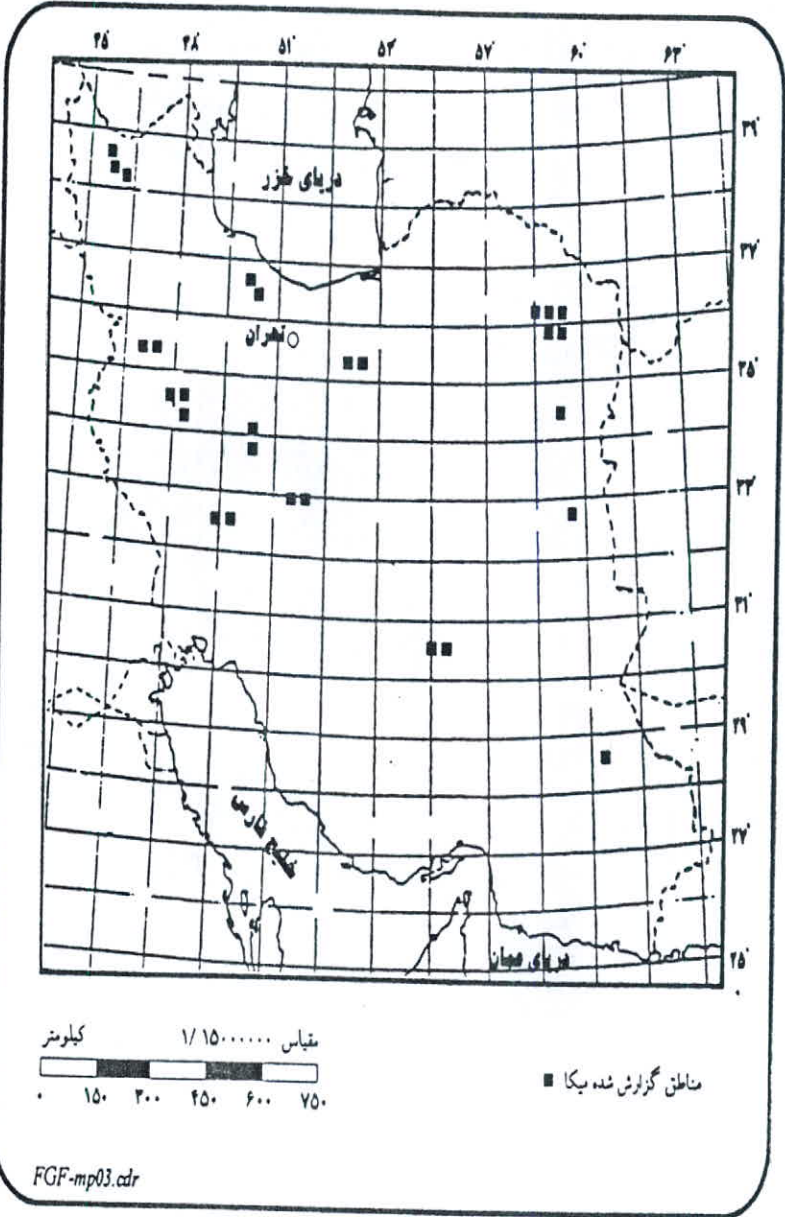 ۴۵° ۴۸° ۵۱° ۵۴° ۵۷° ۶۰° ۶۳°
۳۹°
دریای خزر
۳۷°
تهران
۳۵°
۳۳°
۳۱°
۲۹°
خلیج فارس
۲۷°
دریای عمان
۲۵°
کیلومتر
مقیاس ۱/۱۵۰۰۰۰۰۰
۰ ۱۵۰ ۳۰۰ ۴۵۰ ۶۰۰ ۷۵۰
مناطق گزارش شده میکا
FGF-mp03.cdr